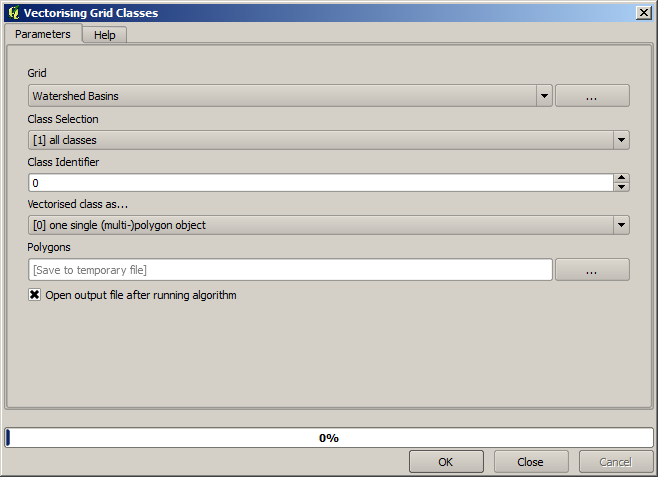 Vectorising Grid Classes
Parameters Help
Grid
Watershed Basins ...
Class Selection
[1] all classes
Class Identifier
0
Vectorised class as...
[0] one single (multi-)polygon object
Polygons
[Save to temporary file] ...
Open output file after running algorithm
0%
OK Close Cancel